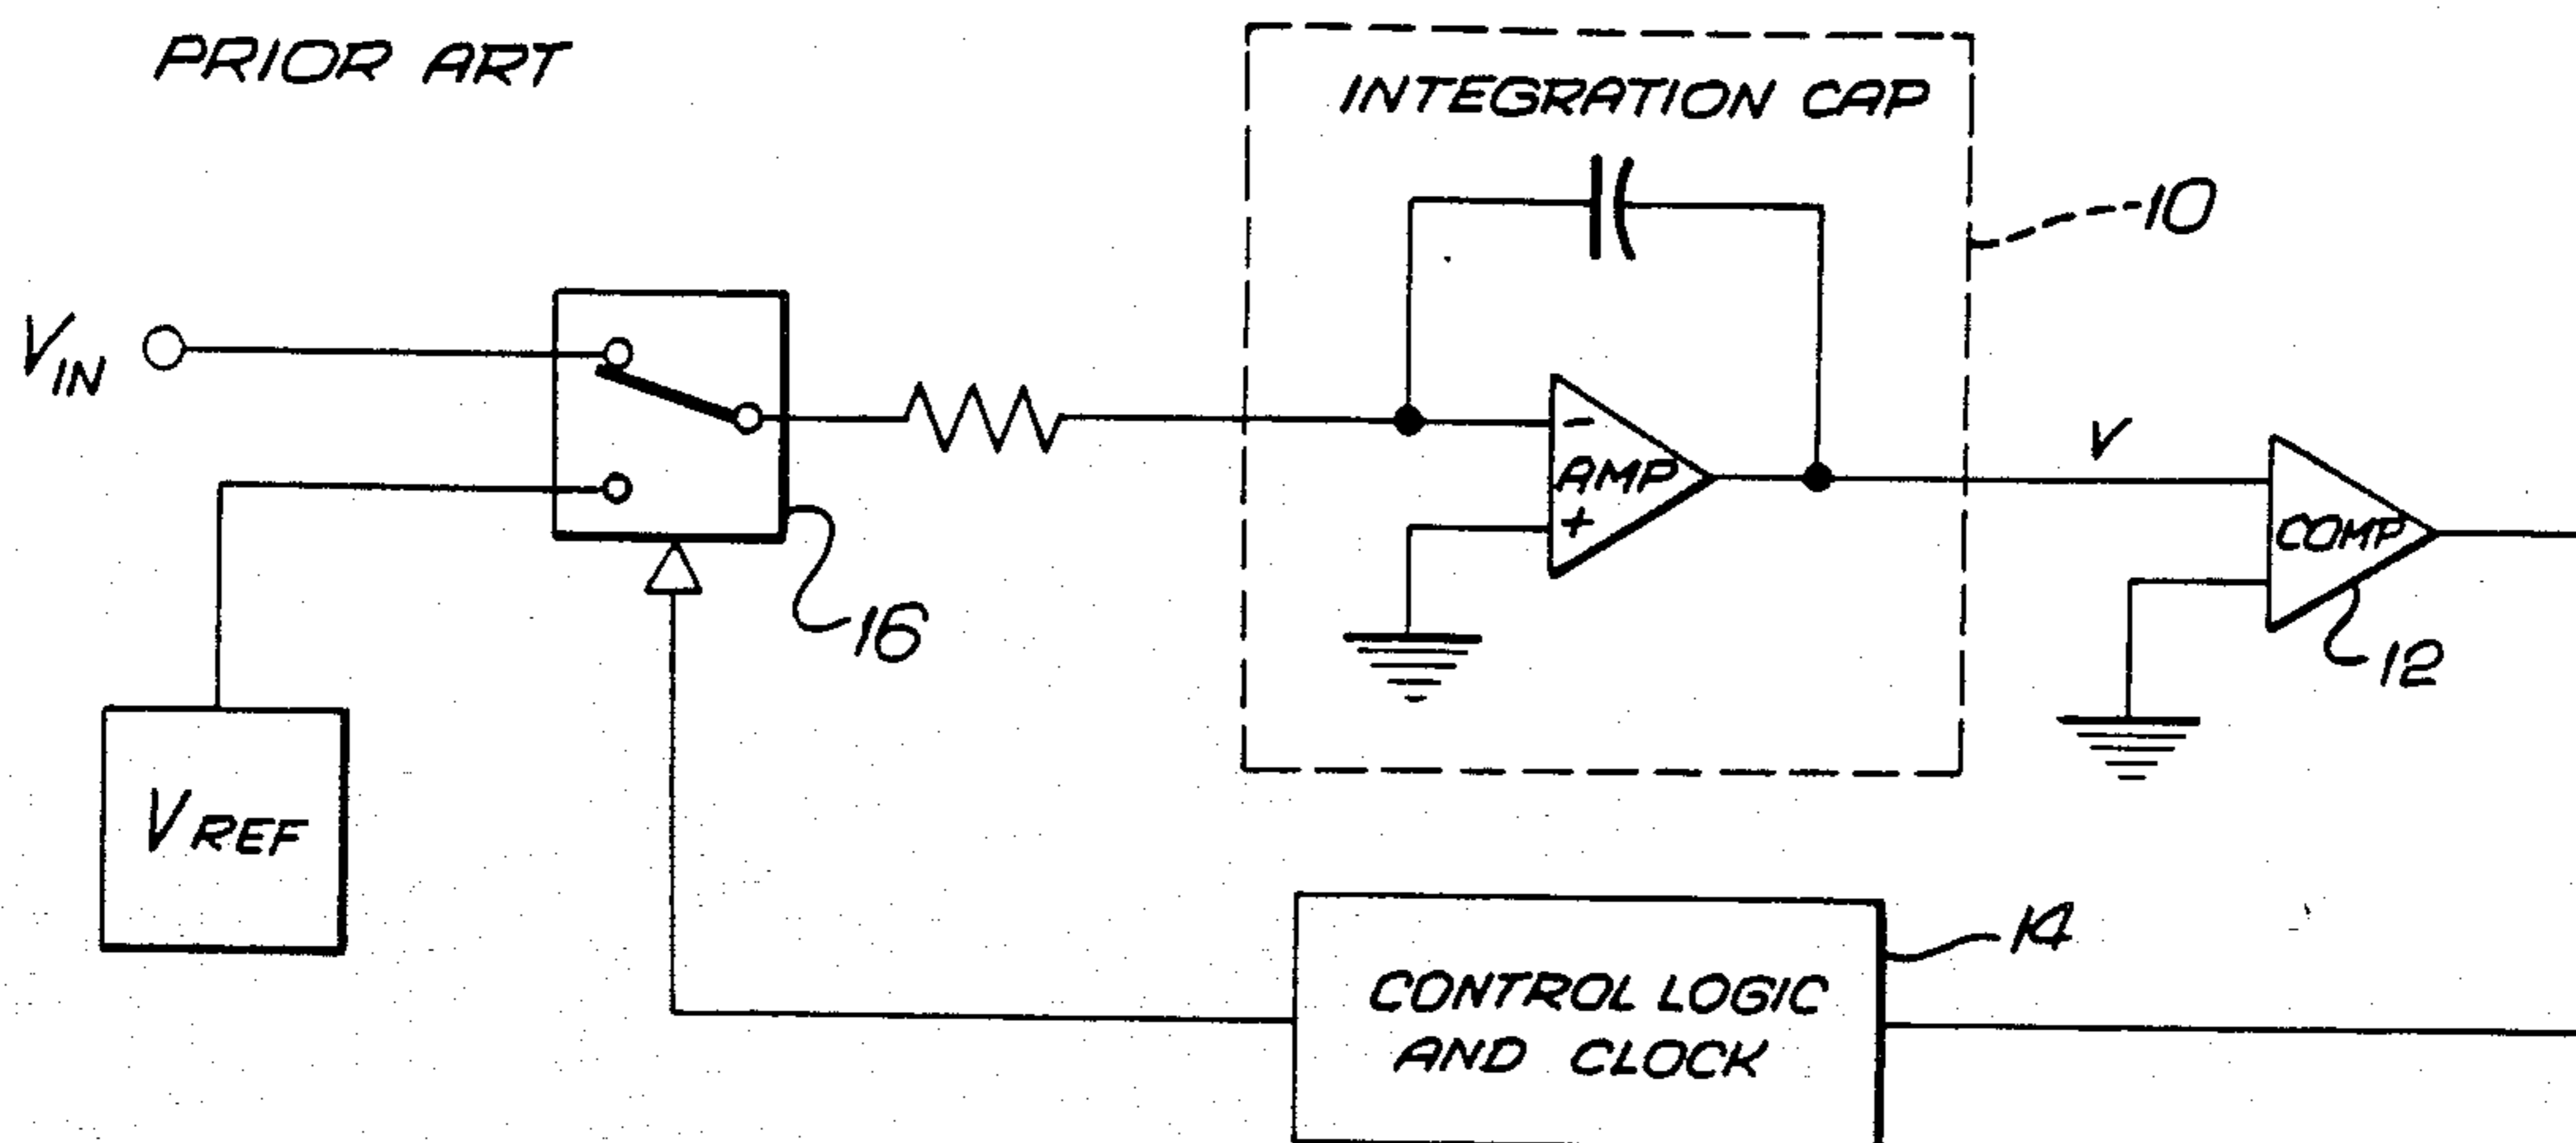 PRIOR ART
INTEGRATION CAP
10
VIN
-
AMP
+
V
COMP
16
12
VREF
14
CONTROL LOGIC
AND CLOCK